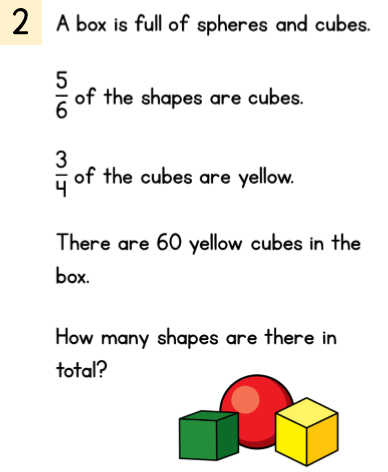 2 A box is full of spheres and cubes.
5/6 of the shapes are cubes.
3/4 of the cubes are yellow.
There are 60 yellow cubes in the
box.
How many shapes are there in
total?